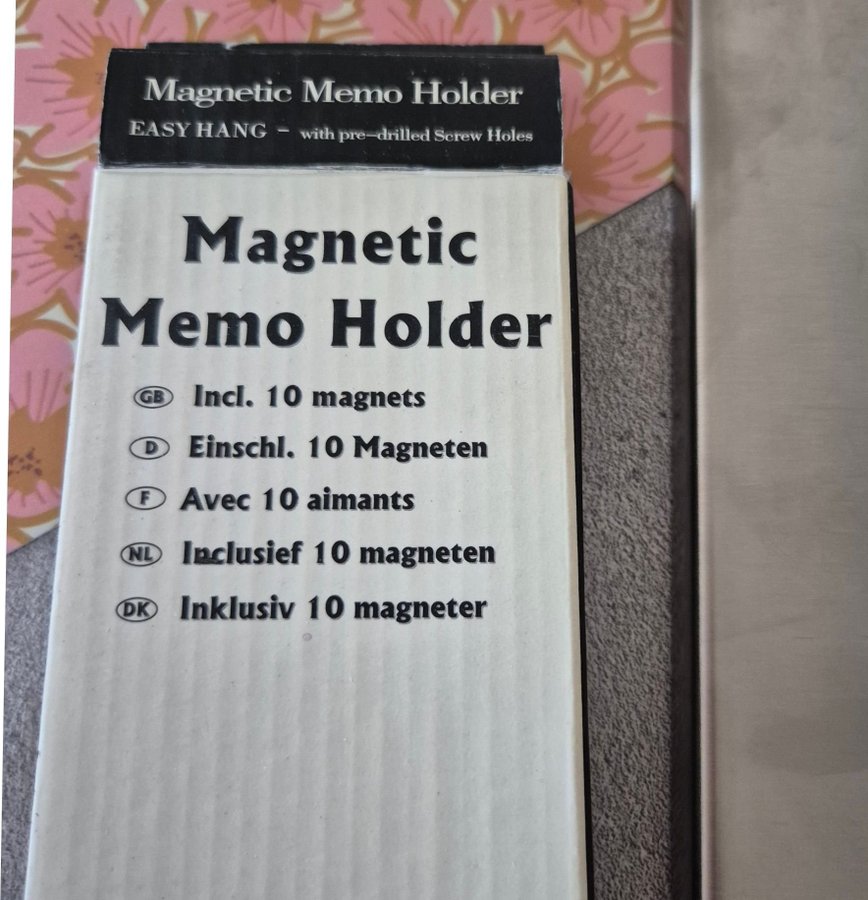 Magnetic Memo Holder
EASY HANG – with pre–drilled Screw Holes
Magnetic
Memo Holder
GB Incl. 10 magnets
D Einschl. 10 Magneten
F Avec 10 aimants
NL Inclusief 10 magneten
DK Inklusiv 10 magneter